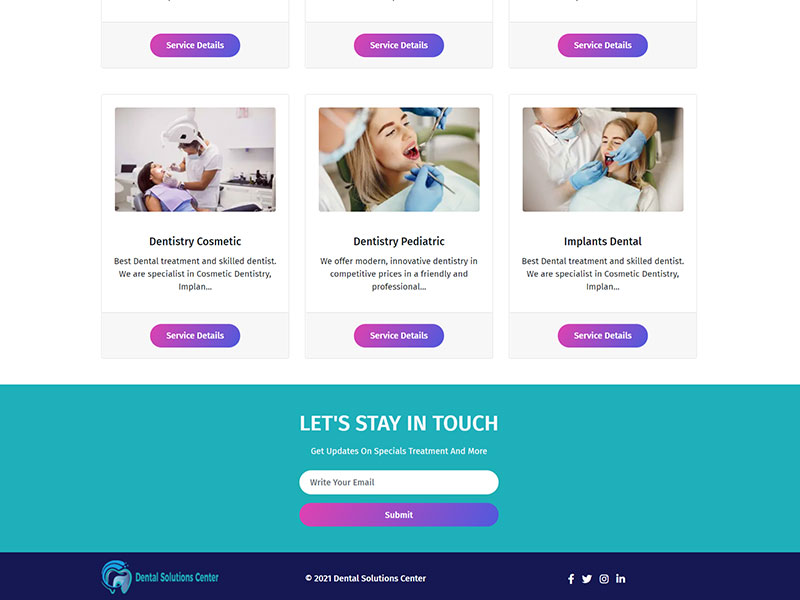 Service Details
Service Details
Service Details
Dentistry Cosmetic
Best Dental treatment and skilled dentist.
We are specialist in Cosmetic Dentistry,
Implan...
Service Details
Dentistry Pediatric
We offer modern, innovative dentistry in
competitive prices in a friendly and
professional...
Service Details
Implants Dental
Best Dental treatment and skilled dentist.
We are specialist in Cosmetic Dentistry,
Implan...
Service Details
LET'S STAY IN TOUCH
Get Updates On Specials Treatment And More
Write Your Email
Submit
Dental Solutions Center
© 2021 Dental Solutions Center